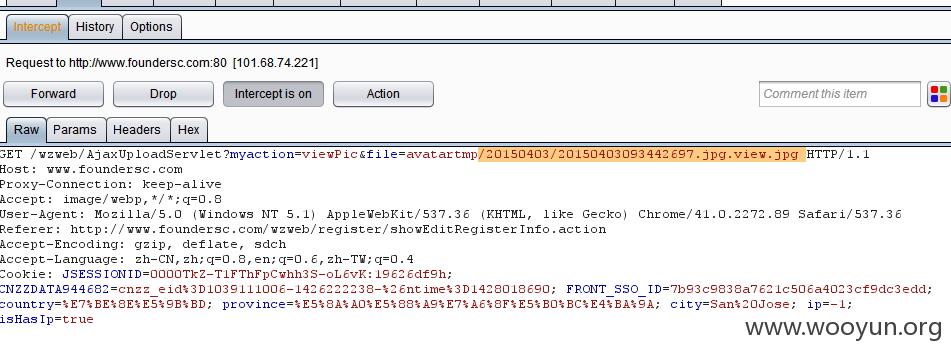 Intercept History Options
Request to http://www.foundersc.com:80 [101.68.74.221]
Forward Drop Intercept is on Action Comment this item
Raw Params Headers Hex
GET /wzweb/AjaxUploadServlet?myaction=viewPic&file=avatartmp/20150403/20150403093442697.jpg.view.jpg HTTP/1.1
Host: www.foundersc.com
Proxy-Connection: keep-alive
Accept: image/webp,*/*;q=0.8
User-Agent: Mozilla/5.0 (Windows NT 5.1) AppleWebKit/537.36 (KHTML, like Gecko) Chrome/41.0.2272.89 Safari/537.36
Referer: http://www.foundersc.com/wzweb/register/showEditRegisterInfo.action
Accept-Encoding: gzip, deflate, sdch
Accept-Language: zh-CN,zh;q=0.8,en;q=0.6,zh-TW;q=0.4
Cookie: JSESSIONID=0000TkZ-T1FThFpCwhh3S-oL6vK:19626df9h;
CNZZDATA944682=cnzz_eid%3D1039111006-1426222238-%26ntime%3D1428018690; FRONT_SSO_ID=7b93c9838a7621c506a4023cf9dc3edd;
country=%E7%BE%8E%E5%9B%BD; province=%E5%8A%A0%E5%88%A9%E7%A6%8F%E5%B0%BC%E4%BA%9A; city=San%20Jose; ip=-1;
isHasIp=true
www.wooyun.org